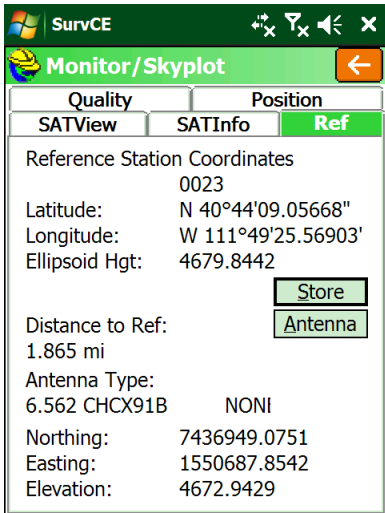 SurvCE
Monitor/Skyplot
Quality Position
SATView SATInfo Ref
Reference Station Coordinates
0023
Latitude: N 40°44'09.05668"
Longitude: W 111°49'25.56903'
Ellipsoid Hgt: 4679.8442
Store
Distance to Ref: Antenna
1.865 mi
Antenna Type:
6.562 CHCX91B NONI
Northing: 7436949.0751
Easting: 1550687.8542
Elevation: 4672.9429